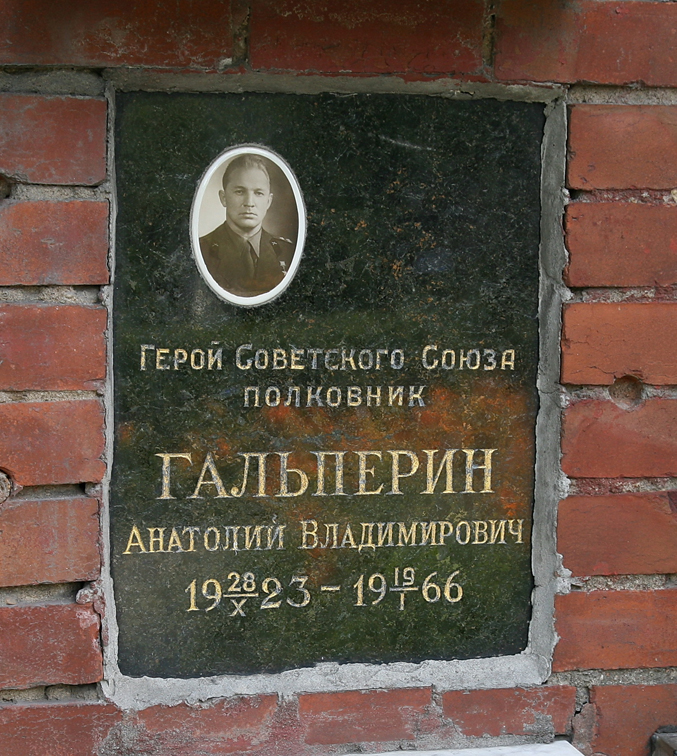 Герой Советского Союза
полковник
ГАЛЬПЕРИН
Анатолий Владимирович
19 28/X 23 – 19 19/I 66